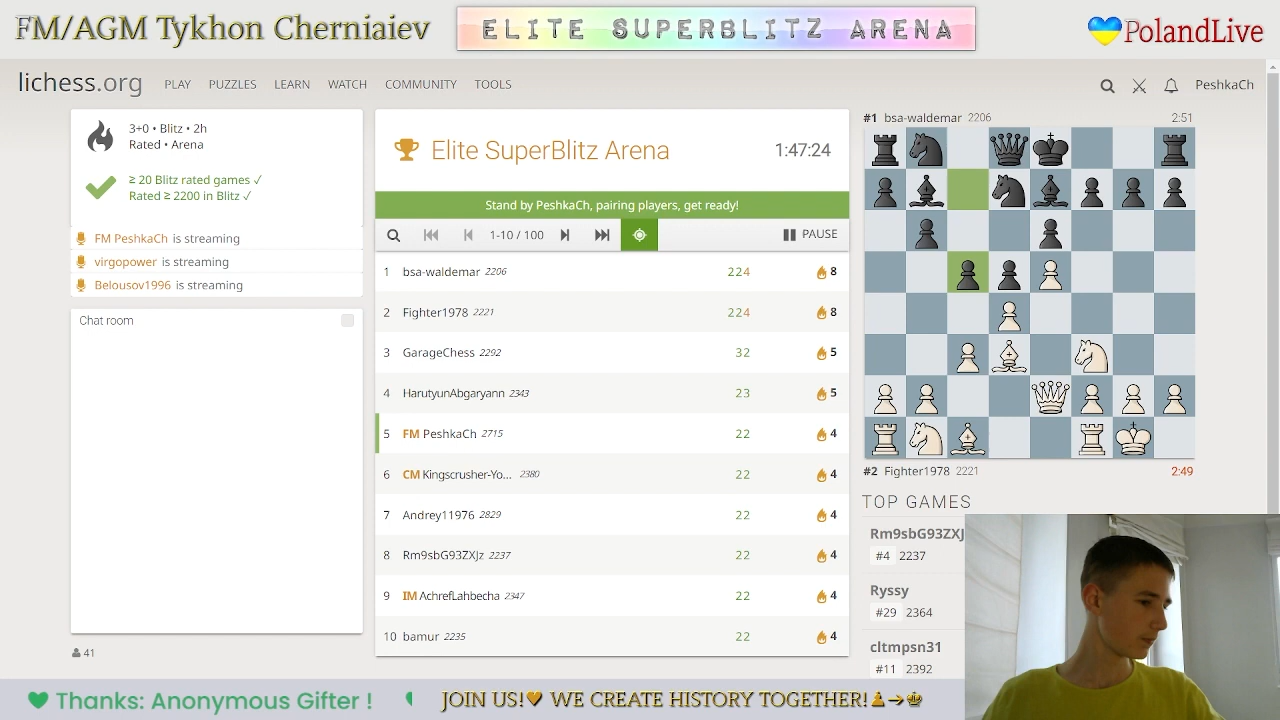 FM/AGM Tykhon Cherniaiev
ELITE SUPERBLITZ ARENA
PolandLive
lichess.org
PLAY PUZZLES LEARN WATCH COMMUNITY TOOLS
PeshkaCh
3+0 • Blitz • 2h
Rated • Arena
≥ 20 Blitz rated games ✓
Rated ≥ 2200 in Blitz ✓
FM PeshkaCh is streaming
virgopower is streaming
Belousov1996 is streaming
Chat room
41
Elite SuperBlitz Arena 1:47:24
Stand by PeshkaCh, pairing players, get ready!
1-10 / 100 PAUSE
1 bsa-waldemar 2206 224 8
2 Fighter1978 2221 224 8
3 GarageChess 2292 32 5
4 HarutyunAbgaryann 2343 23 5
5 FM PeshkaCh 2715 22 4
6 CM Kingscrusher-Yo... 2380 22 4
7 Andrey11976 2829 22 4
8 Rm9sbG93ZXJz 2237 22 4
9 IM AchrefLahbecha 2347 22 4
10 bamur 2235 22 4
#1 bsa-waldemar 2206 2:51
#2 Fighter1978 2221 2:49
TOP GAMES
Rm9sbG93ZXJ
#4 2237
Ryssy
#29 2364
cltmpsn31
#11 2392
Thanks: Anonymous Gifter !
JOIN US! WE CREATE HISTORY TOGETHER!